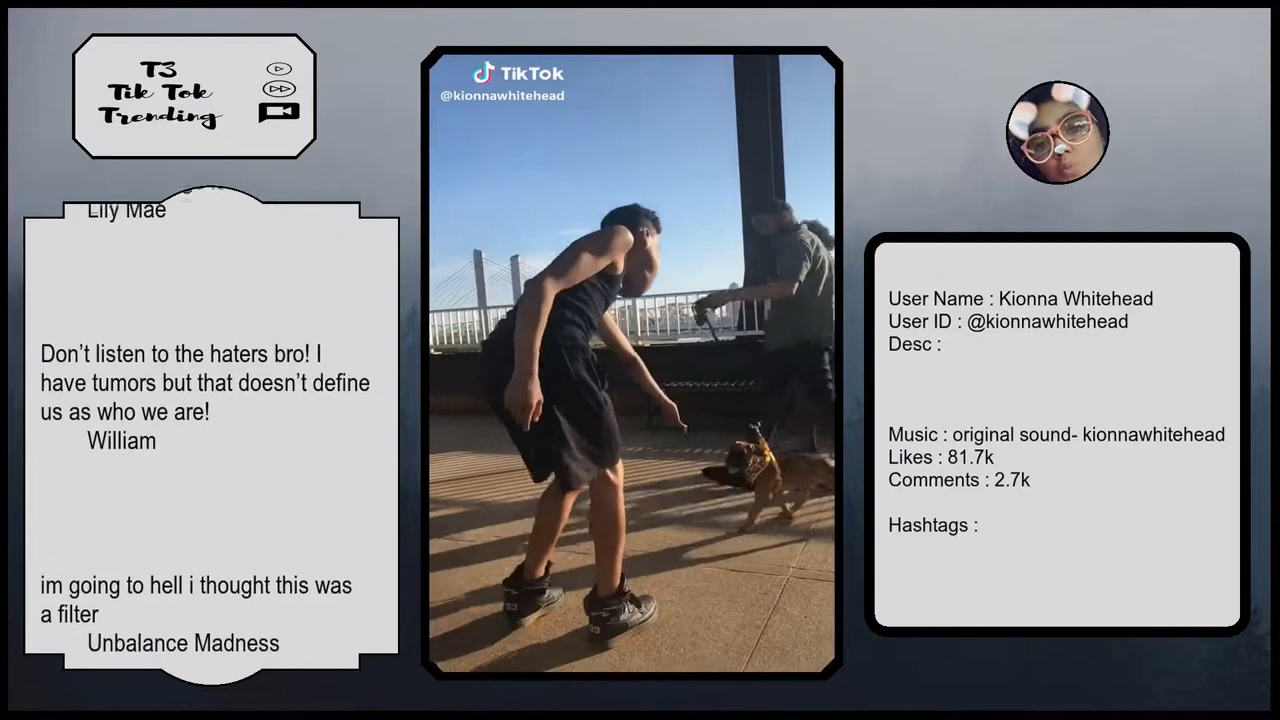 T3
Tik Tok
Trending
Lily Mae
Don't listen to the haters bro! I
have tumors but that doesn't define
us as who we are!
William
im going to hell i thought this was
a filter
Unbalance Madness
TikTok
@kionnawhitehead
User Name : Kionna Whitehead
User ID : @kionnawhitehead
Desc :
Music : original sound- kionnawhitehead
Likes : 81.7k
Comments : 2.7k
Hashtags :